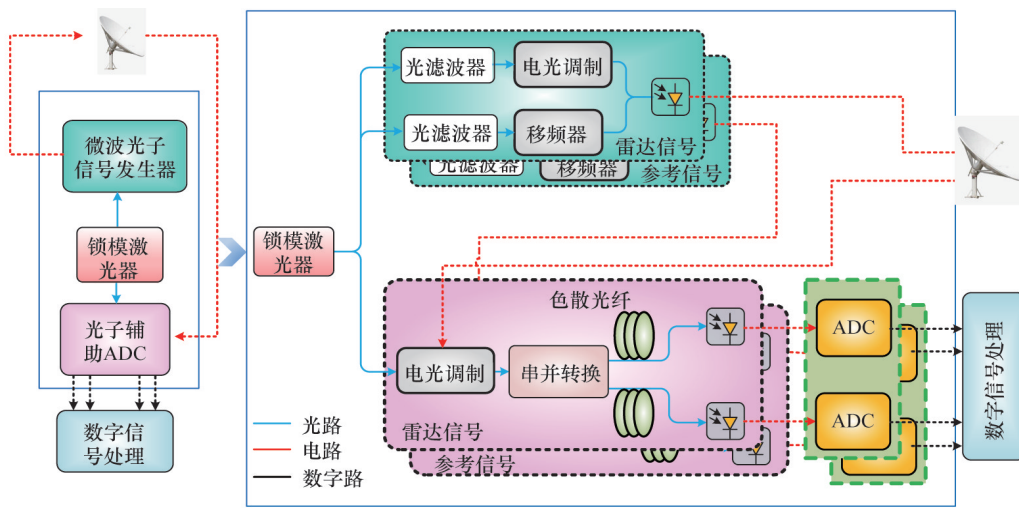 微波光子
信号发生器
锁模激
光器
光子辅
助ADC
数字信
号处理
锁模激
光器
光滤波器
电光调制
光滤波器
移频器
雷达信号
光滤波器
移频器
参考信号
色散光纤
电光调制
串并转换
雷达信号
参考信号
ADC
ADC
数字信号处理
光路
电路
数字路